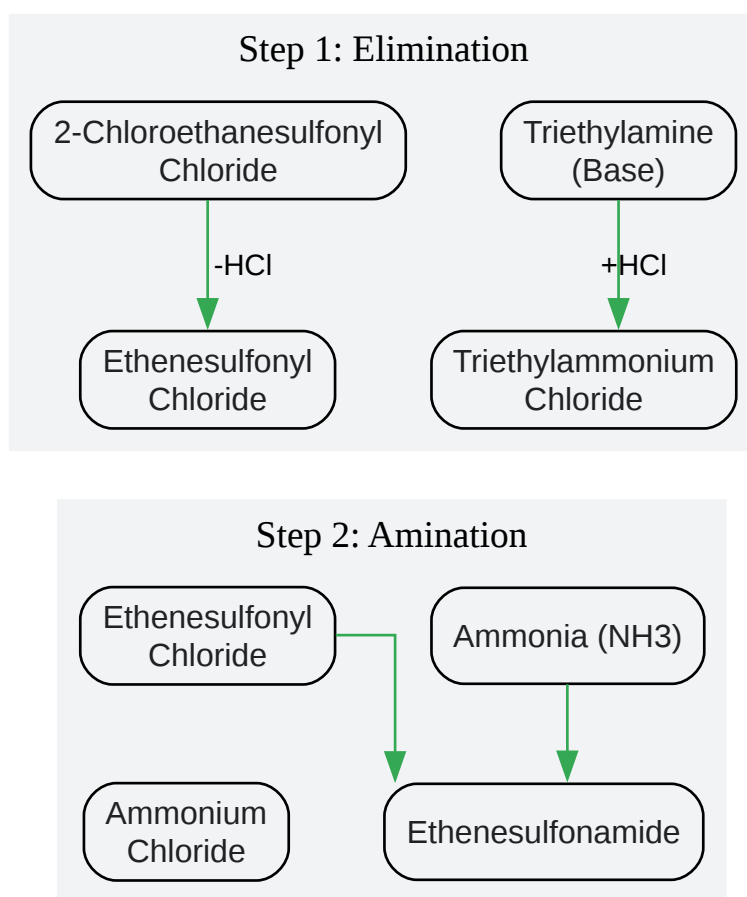 Step 1: Elimination
2-Chloroethanesulfonyl
Chloride
Triethylamine
(Base)
-HCl
+HCl
Ethenesulfonyl
Chloride
Triethylammonium
Chloride
Step 2: Amination
Ethenesulfonyl
Chloride
Ammonia (NH3)
Ammonium
Chloride
Ethenesulfonamide